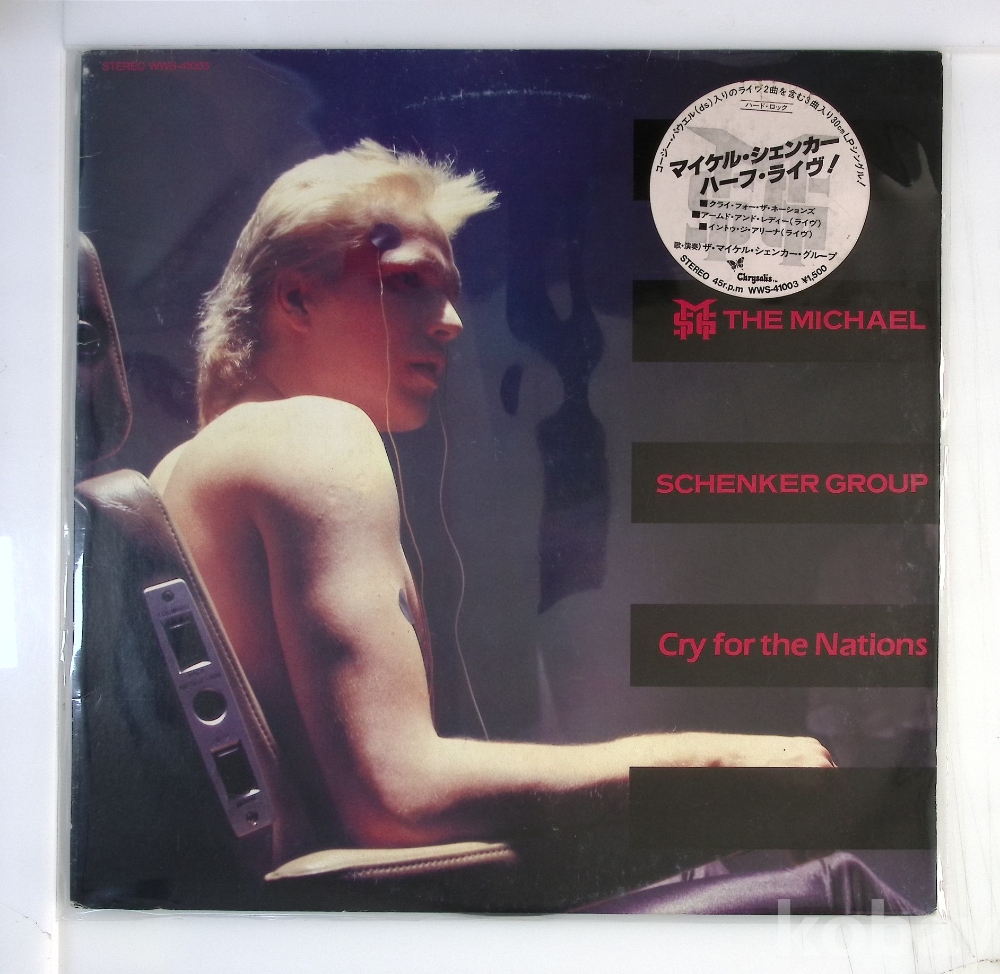 STEREO WWS-41003
コージー・パウエル(ds)入りのライヴ2曲を含む3曲入り30cmLPシングル!
ハード・ロック
マイケル・シェンカー
ハーフ・ライヴ!
■クライ・フォー・ザ・ネーションズ
■アームド・アンド・レディー(ライヴ)
■イントゥ・ジ・アリーナ(ライヴ)
歌・演奏)ザ・マイケル・シェンカー・グループ
Chrysalis
STEREO 45r.p.m WWS-41003 ¥1,500
THE MICHAEL
SCHENKER GROUP
Cry for the Nations